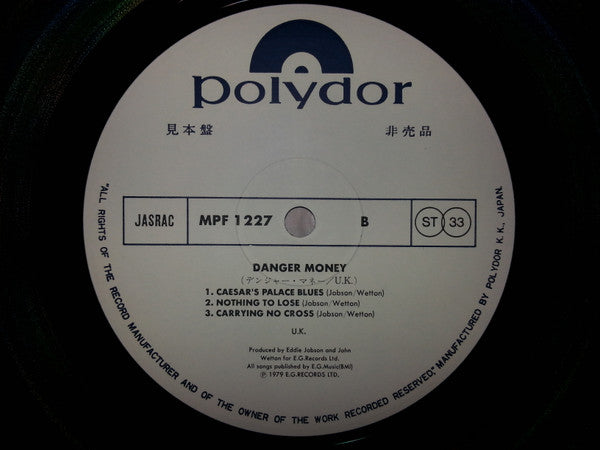 polydor
見本盤 非売品
JASRAC MPF 1227 B ST 33
DANGER MONEY
(デンジャー・マネー/U.K.)
1. CAESAR'S PALACE BLUES (Jobson/Wetton)
2. NOTHING TO LOSE (Jobson/Wetton)
3. CARRYING NO CROSS (Jobson/Wetton)
U.K.
Produced by Eddie Jobson and John
Wetton for E.G.Records Ltd.
All songs published by E.G.Music(BMI)
℗ 1979 E.G.RECORDS LTD.
"ALL RIGHTS OF THE RECORD MANUFACTURER AND OF THE OWNER OF THE WORK RECORDED RESERVED," MANUFACTURED BY POLYDOR K. K., JAPAN.